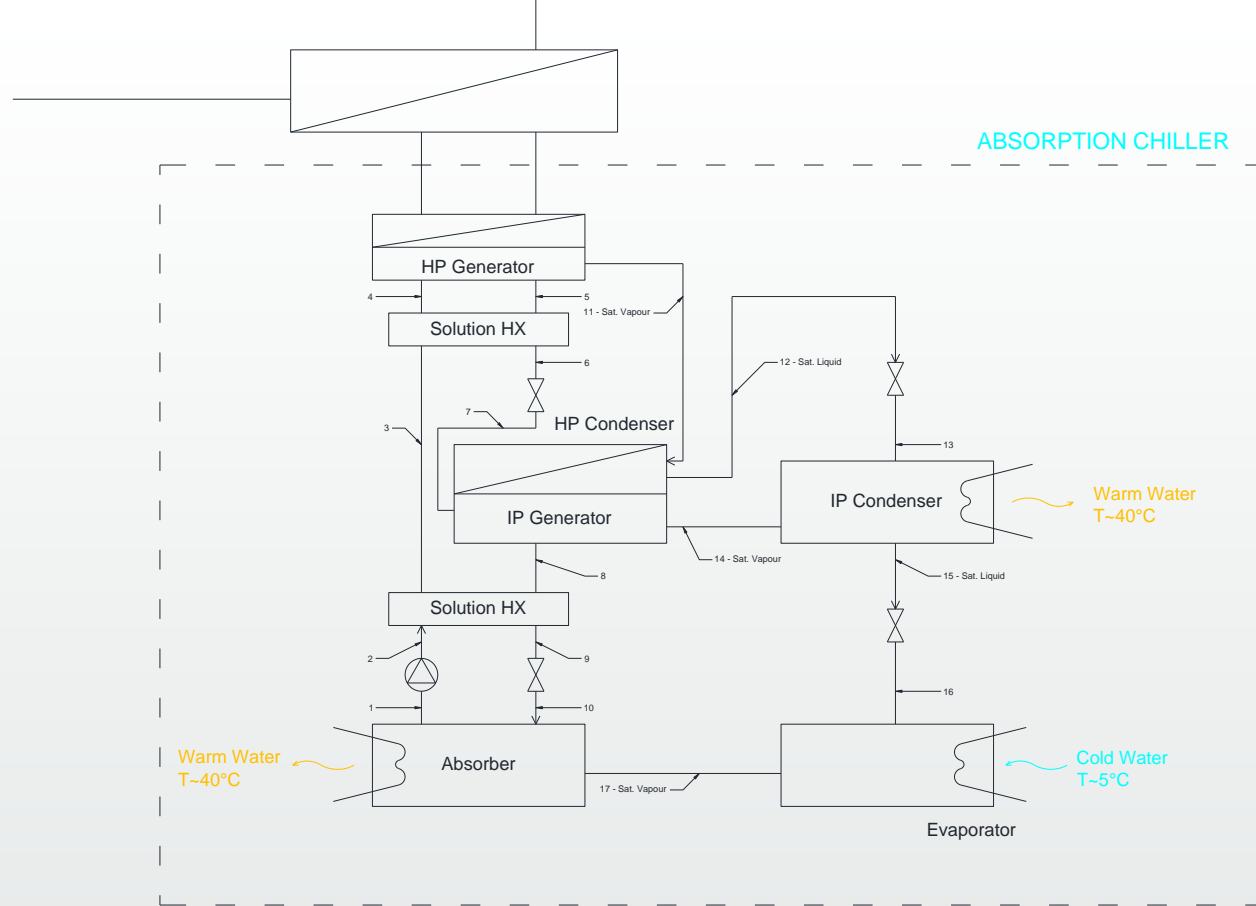 ABSORPTION CHILLER
HP Generator
4
5
11 - Sat. Vapour
Solution HX
6
12 - Sat. Liquid
7
HP Condenser
3
13
IP Condenser
Warm Water
T~40°C
IP Generator
14 - Sat. Vapour
8
15 - Sat. Liquid
Solution HX
2
9
16
1
10
Warm Water
T~40°C
Absorber
Cold Water
T~5°C
17 - Sat. Vapour
Evaporator